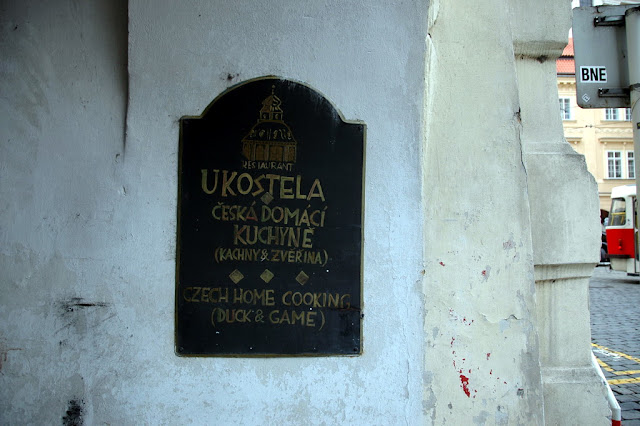 RESTAURANT
U KOSTELA
ČESKÁ DOMÁCÍ
KUCHYNĚ
(KACHNY & ZVĚŘINA)
CZECH HOME COOKING
(DUCK & GAME)
BNE